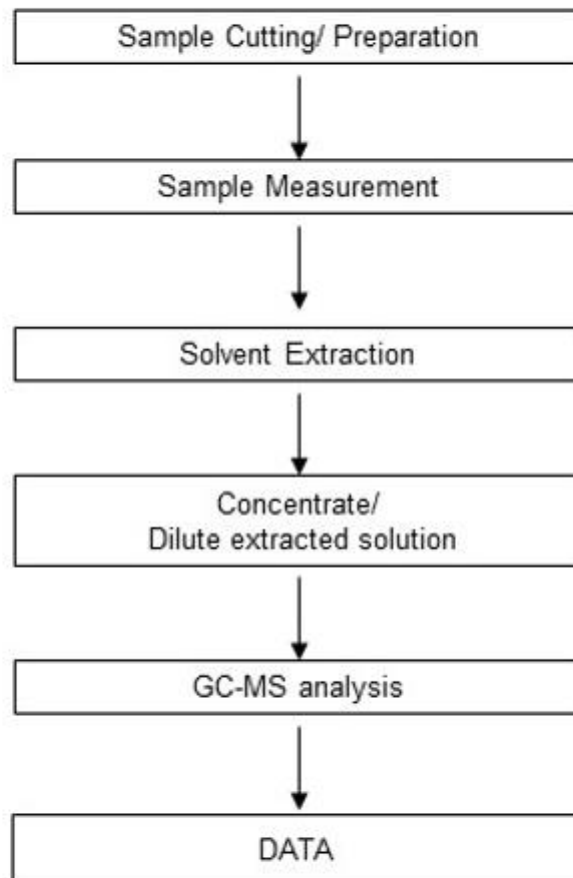 Sample Cutting/ Preparation
Sample Measurement
Solvent Extraction
Concentrate/
Dilute extracted solution
GC-MS analysis
DATA